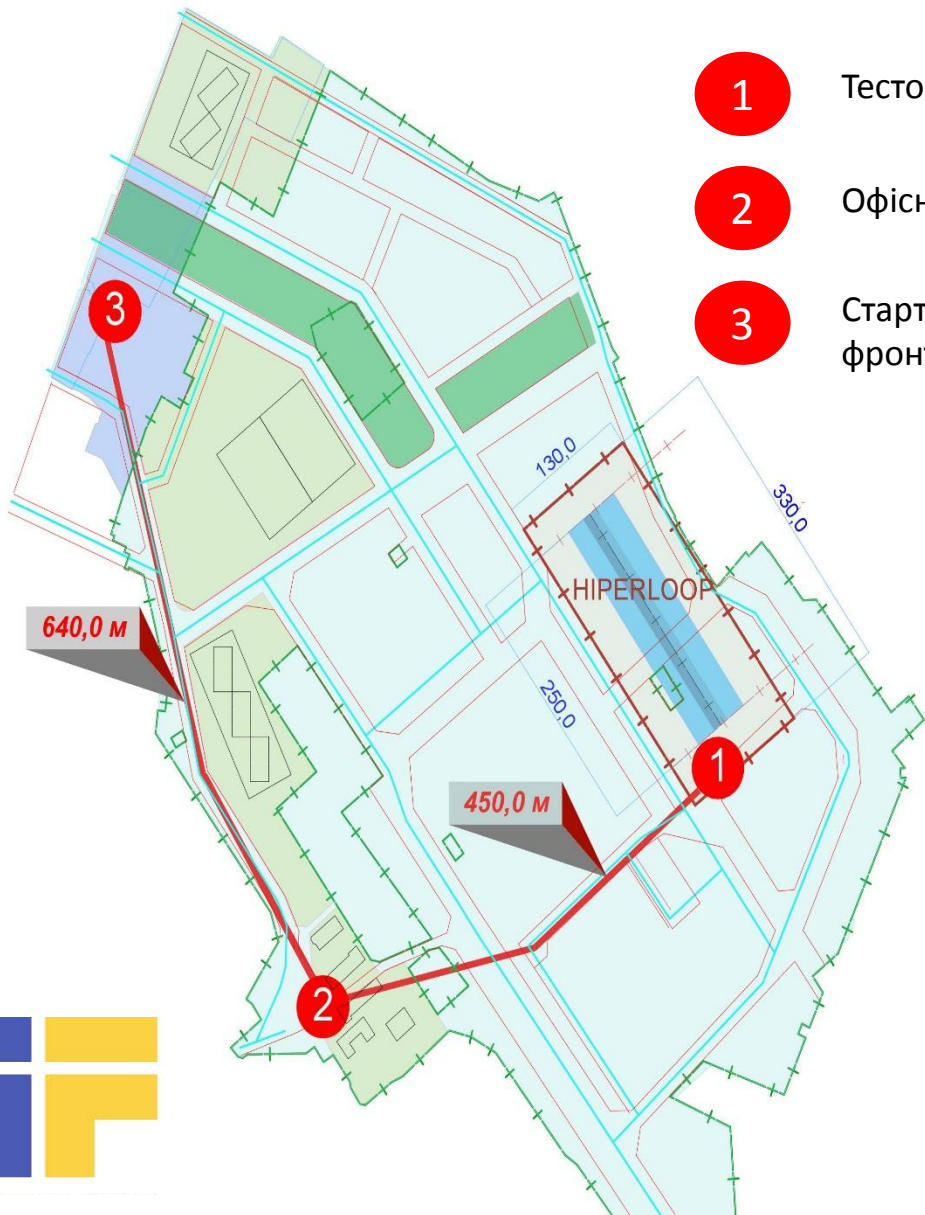 1
Тесто
2
Офісн
3
Старт
фронт
3
130,0
330,0
HIPERLOOP
640,0 м
250,0
1
450,0 м
2